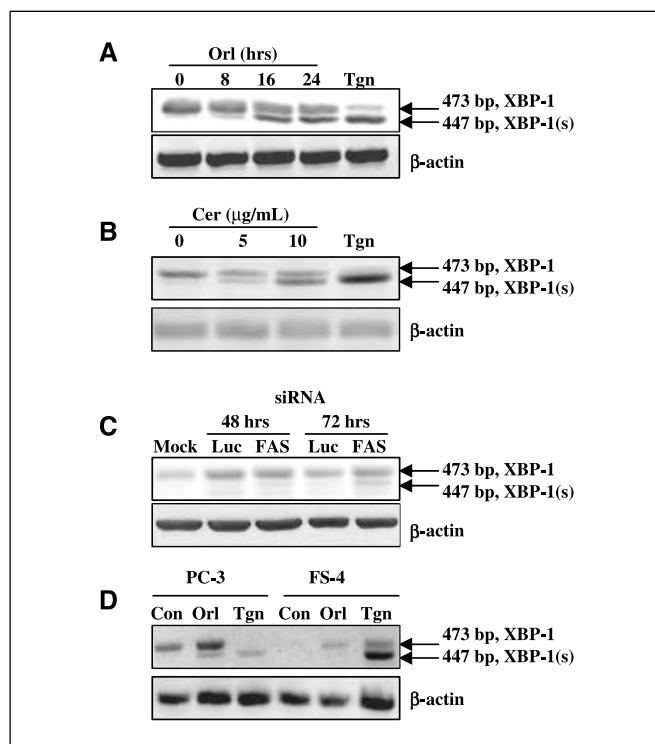 A
Orl (hrs)
0 8 16 24 Tgn
473 bp, XBP-1
447 bp, XBP-1(s)
β-actin
B
Cer (μg/mL)
0 5 10 Tgn
473 bp, XBP-1
447 bp, XBP-1(s)
β-actin
siRNA
C
48 hrs 72 hrs
Mock Luc FAS Luc FAS
473 bp, XBP-1
447 bp, XBP-1(s)
β-actin
PC-3 FS-4
D
Con Orl Tgn Con Orl Tgn
473 bp, XBP-1
447 bp, XBP-1(s)
β-actin